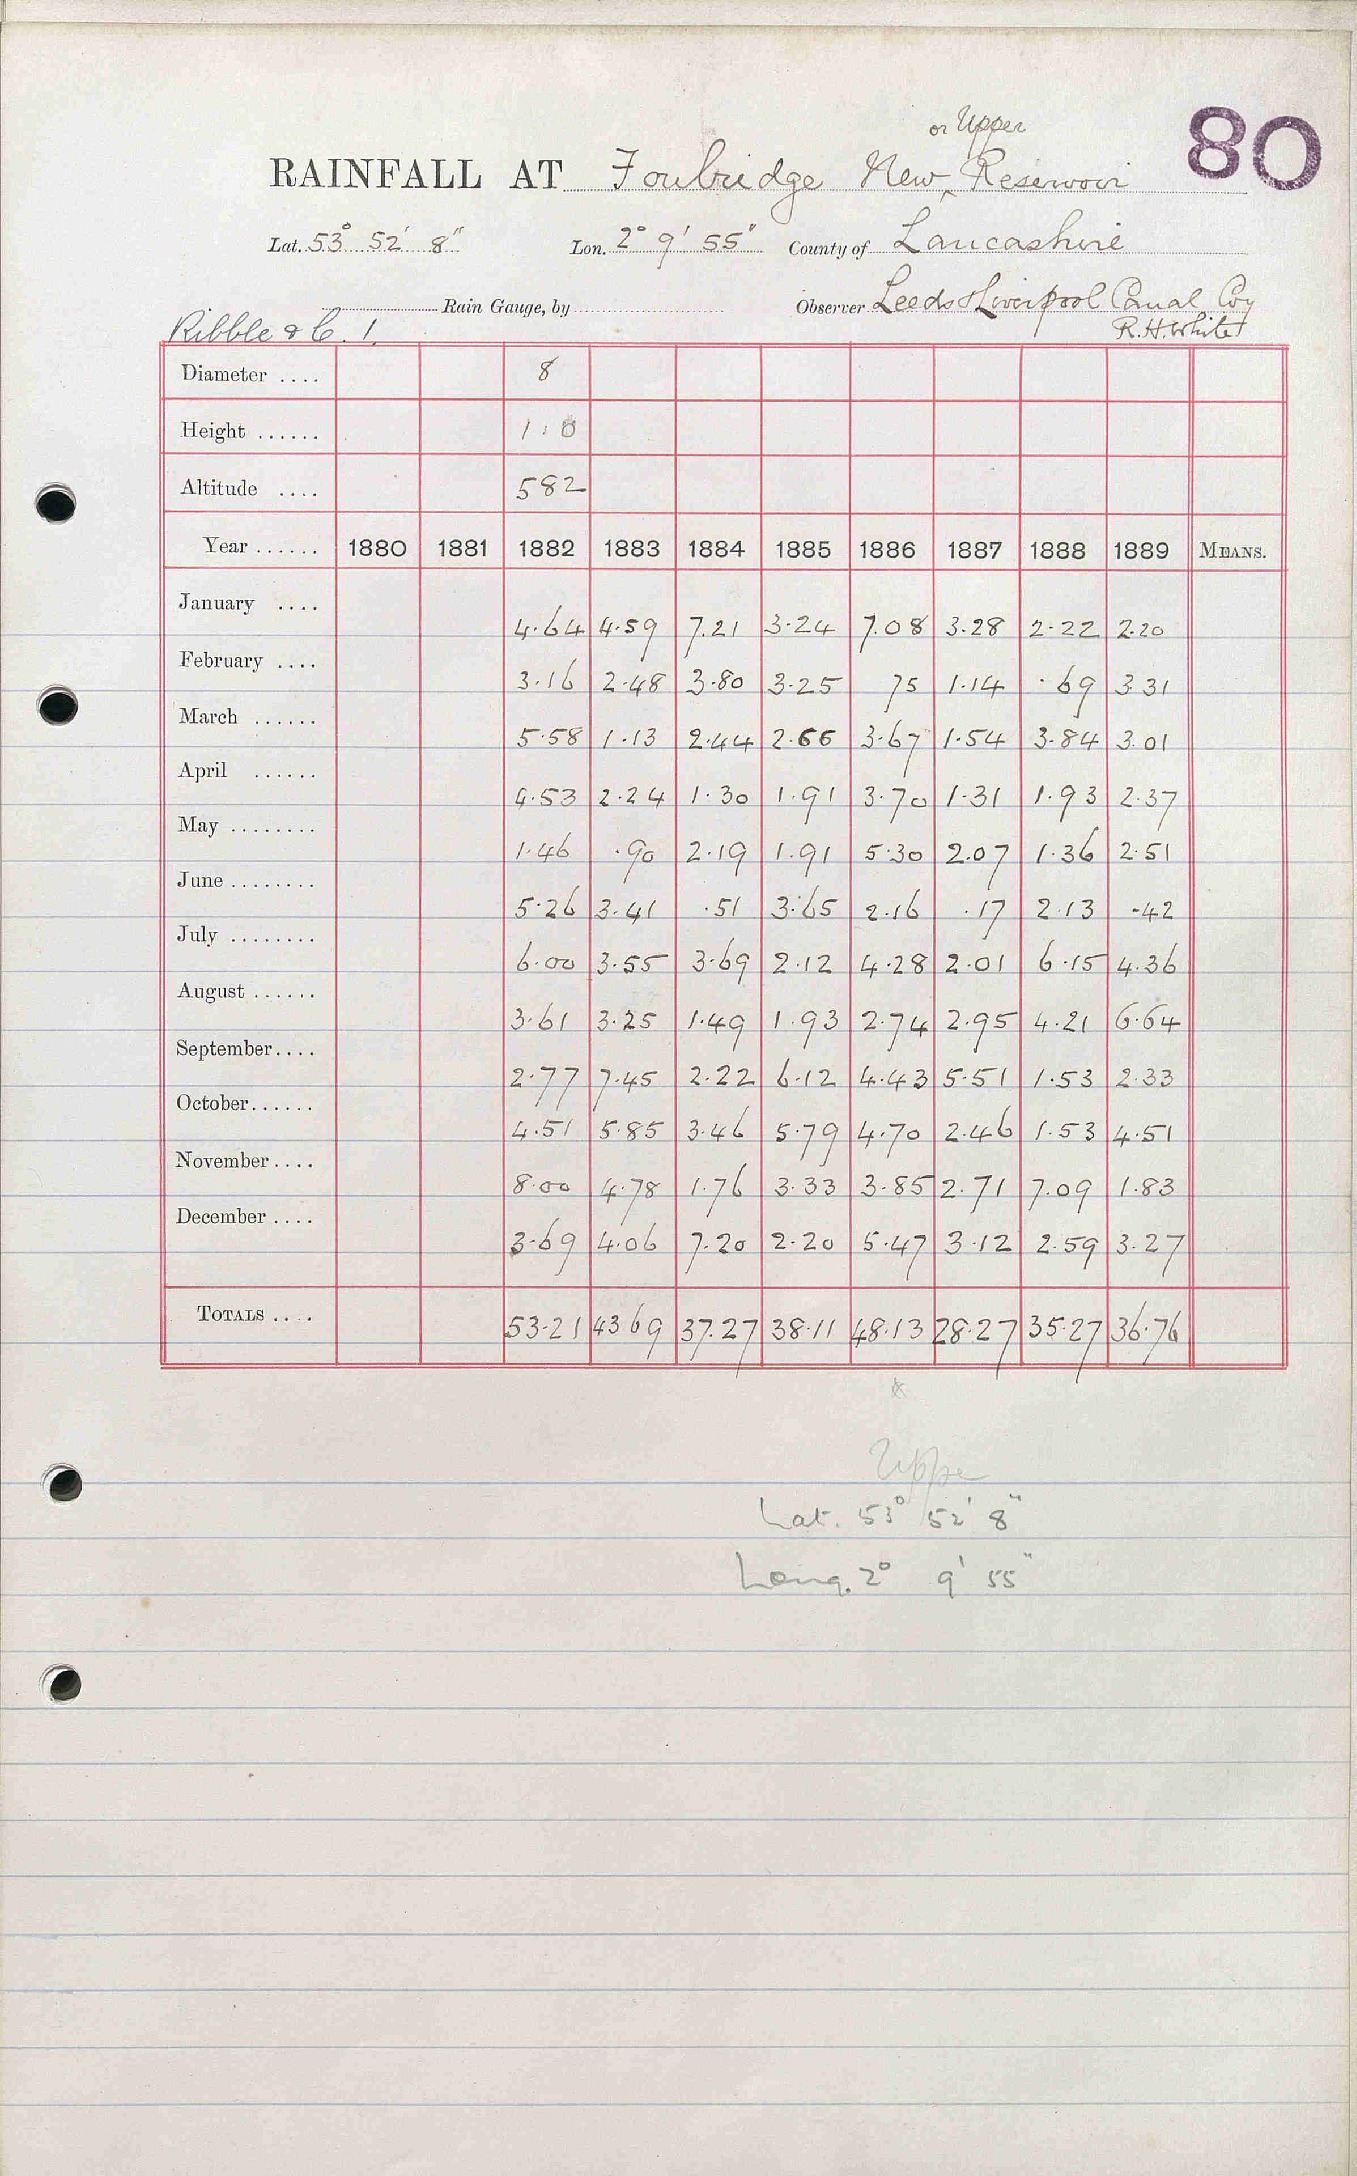 80
or Upper
RAINFALL AT Foulridge New Reservoir
Lat. 53° 52' 8" Lon. 2° 9' 55" County of Lancashire
Rain Gauge, by Observer Leeds & Liverpool Canal Coy
Ribble & C. 1. R.H. White
Diameter .... 8
Height ...... 1 . 0
Altitude .... 582
Year ...... 1880 1881 1882 1883 1884 1885 1886 1887 1888 1889 MEANS.
January .... 4.64 4.59 7.21 3.24 7.08 3.28 2.22 2.20
February .... 3.16 2.48 3.80 3.25 75 1.14 .69 3.31
March ...... 5.58 1.13 2.44 2.66 3.67 1.54 3.84 3.01
April ...... 4.53 2.24 1.30 1.91 3.70 1.31 1.93 2.37
May ........ 1.46 .90 2.19 1.91 5.30 2.07 1.36 2.51
June ........ 5.26 3.41 .51 3.65 2.16 .17 2.13 .42
July ........ 6.00 3.55 3.69 2.12 4.28 2.01 6.15 4.36
August ...... 3.61 3.25 1.49 1.93 2.74 2.95 4.21 6.64
September .... 2.77 7.45 2.22 6.12 4.43 5.51 1.53 2.33
October ...... 4.51 5.85 3.46 5.79 4.70 2.46 1.53 4.51
November .... 8.00 4.78 1.76 3.33 3.85 2.71 7.09 1.83
December .... 3.69 4.06 7.20 2.20 5.47 3.12 2.59 3.27
TOTALS .... 53.21 43 69 37.27 38.11 48.13 28.27 35.27 36.76
Upper
Lat. 53° 52' 8"
Long. 2° 9' 55"